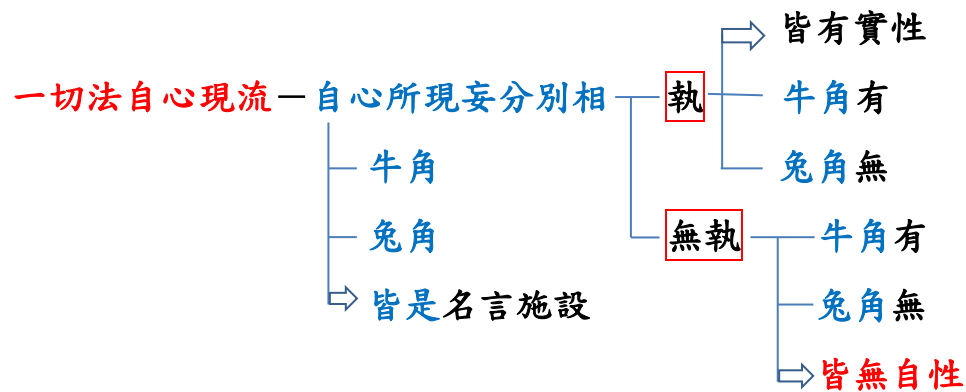 皆有實性
一切法自心現流－自心所現妄分別相
執
牛角有
牛角
兔角無
兔角
無執
牛角有
皆是名言施設
兔角無
皆無自性